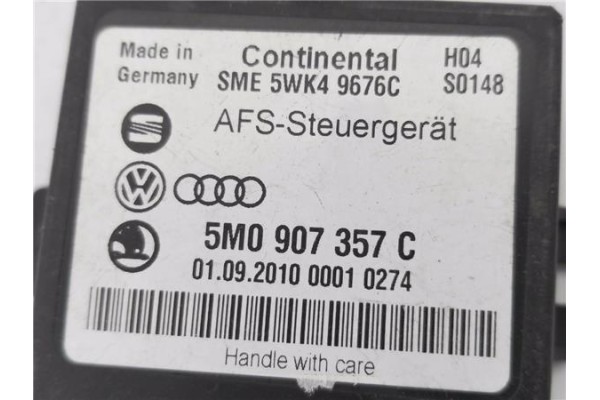 Made in Germany
Continental
H04
SME 5WK4 9676C
S0148
AFS-Steuergerät
5M0 907 357 C
01.09.2010 0001 0274
Handle with care